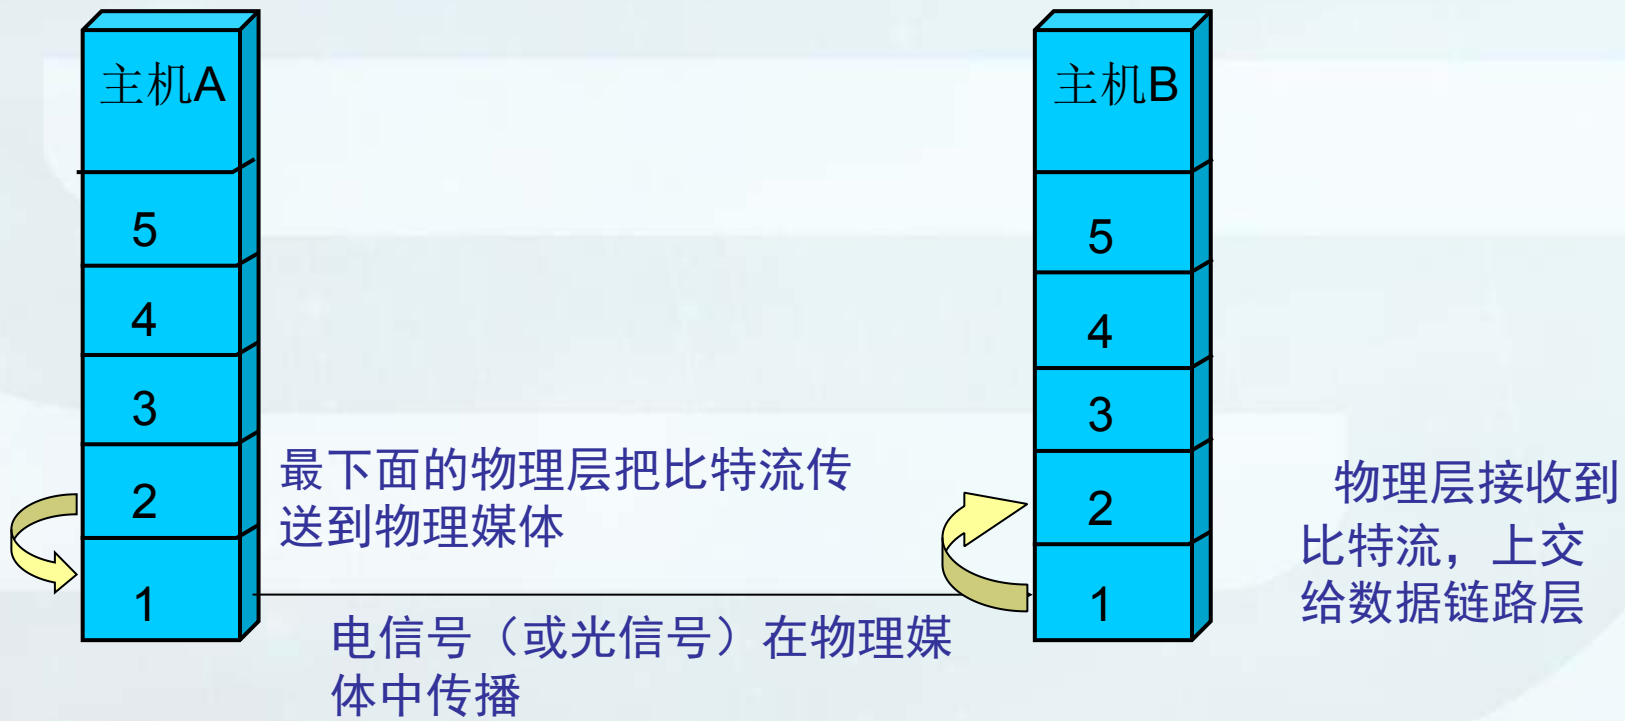 主机A
5
4
3
2
1
最下面的物理层把比特流传
送到物理媒体
电信号（或光信号）在物理媒
体中传播
主机B
5
4
3
2
1
物理层接收到
比特流，上交
给数据链路层